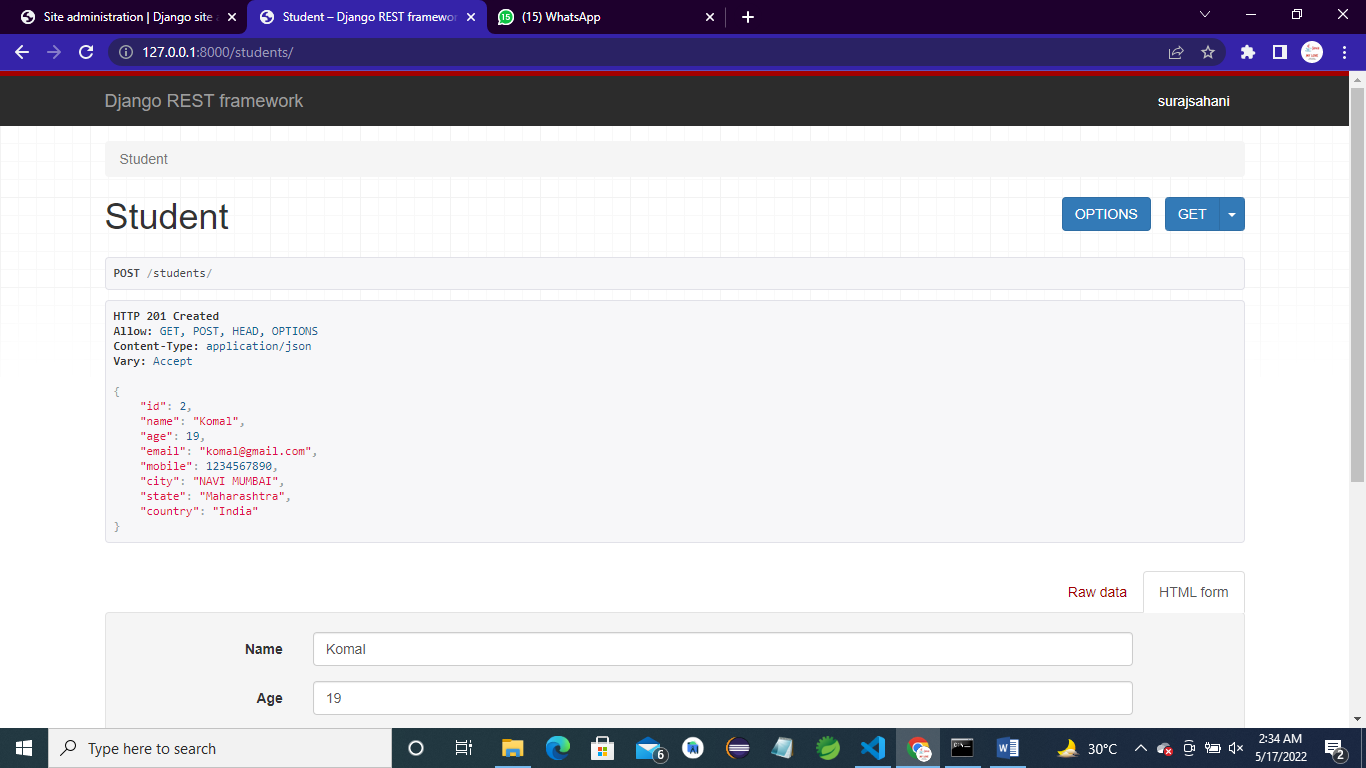 Site administration | Django site a
Student – Django REST framewor
(15) WhatsApp
127.0.0.1:8000/students/
Django REST framework
surajsahani
Student
Student
OPTIONS
GET
POST /students/
HTTP 201 Created
Allow: GET, POST, HEAD, OPTIONS
Content-Type: application/json
Vary: Accept
{
"id": 2,
"name": "Komal",
"age": 19,
"email": "komal@gmail.com",
"mobile": 1234567890,
"city": "NAVI MUMBAI",
"state": "Maharashtra",
"country": "India"
}
Raw data
HTML form
Name
Komal
Age
19
Type here to search
6
30°C
2:34 AM
5/17/2022
2